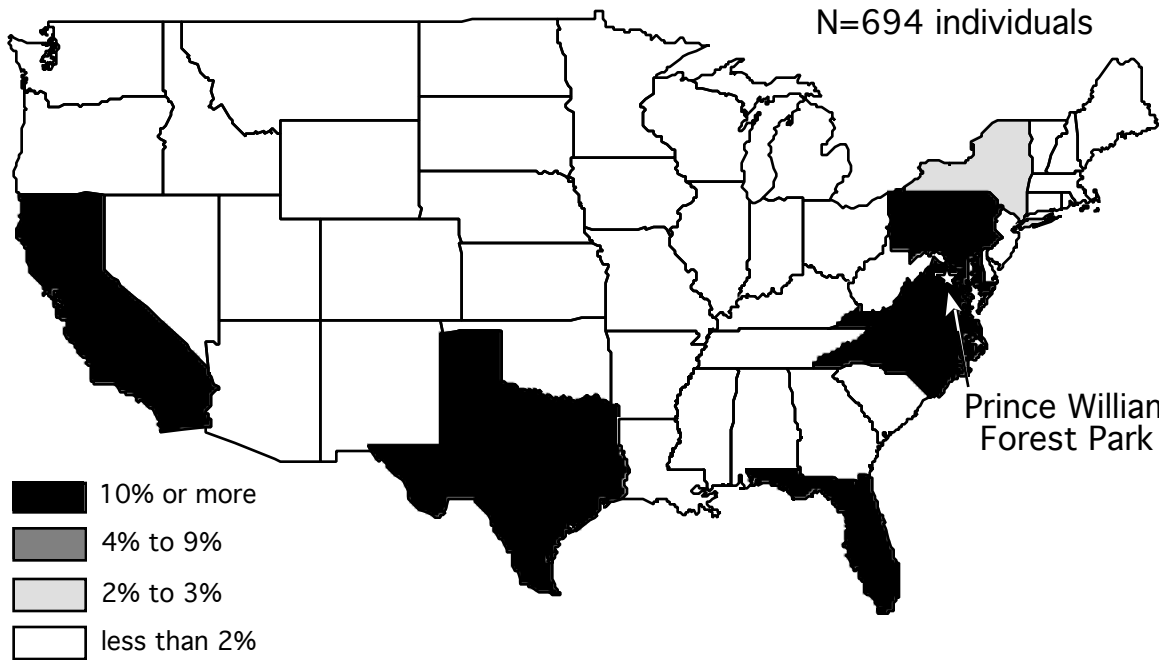 N=694 individuals
Prince William
Forest Park
10% or more
4% to 9%
2% to 3%
less than 2%